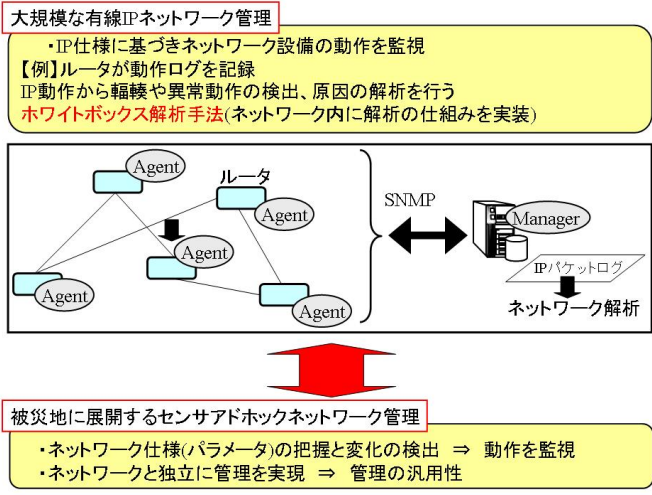 大規模な有線IPネットワーク管理
・IP仕様に基づきネットワーク設備の動作を監視
【例】ルータが動作ログを記録
IP動作から輻輳や異常動作の検出、原因の解析を行う
ホワイトボックス解析手法(ネットワーク内に解析の仕組みを実装)
Agent
ルータ
Agent
Agent
Agent
Agent
SNMP
Manager
IPパケットログ
ネットワーク解析
被災地に展開するセンサアドホックネットワーク管理
・ネットワーク仕様(パラメータ)の把握と変化の検出 ⇒ 動作を監視
・ネットワークと独立に管理を実現 ⇒ 管理の汎用性